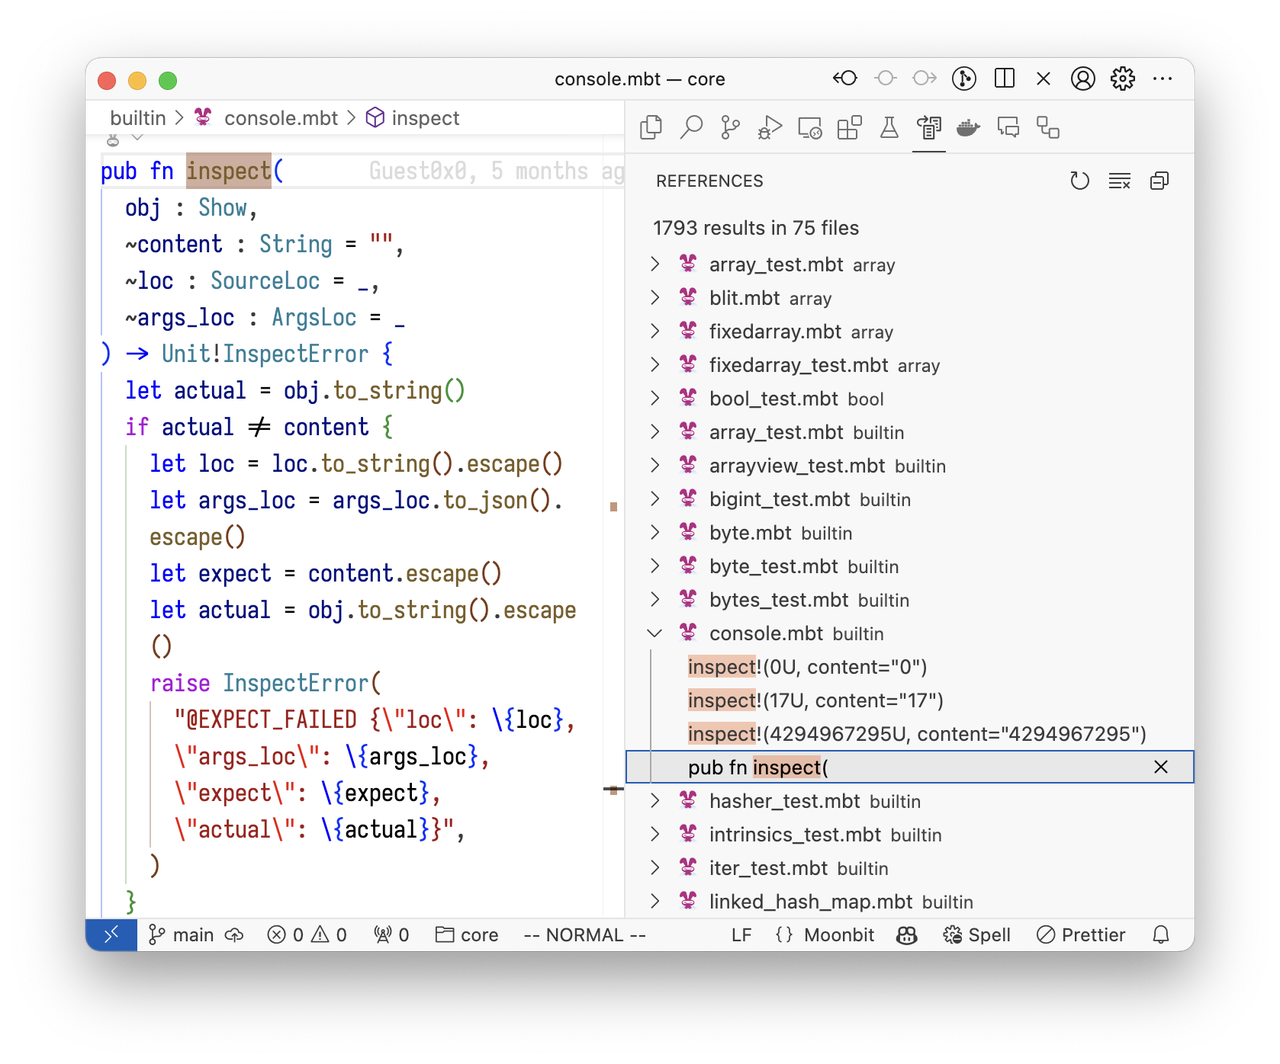 console.mbt — core
builtin > console.mbt > inspect
pub fn inspect( Guest0x0, 5 months ag
obj : Show,
~content : String = "",
~loc : SourceLoc = _,
~args_loc : ArgsLoc = _
) -> Unit!InspectError {
let actual = obj.to_string()
if actual != content {
let loc = loc.to_string().escape()
let args_loc = args_loc.to_json().
escape()
let expect = content.escape()
let actual = obj.to_string().escape
()
raise InspectError(
"@EXPECT_FAILED {\"loc\": \{loc},
\"args_loc\": \{args_loc},
\"expect\": \{expect},
\"actual\": \{actual}}",
)
}
REFERENCES
1793 results in 75 files
array_test.mbt array
blit.mbt array
fixedarray.mbt array
fixedarray_test.mbt array
bool_test.mbt bool
array_test.mbt builtin
arrayview_test.mbt builtin
bigint_test.mbt builtin
byte.mbt builtin
byte_test.mbt builtin
bytes_test.mbt builtin
console.mbt builtin
inspect!(0U, content="0")
inspect!(17U, content="17")
inspect!(4294967295U, content="4294967295")
pub fn inspect(
hasher_test.mbt builtin
intrinsics_test.mbt builtin
iter_test.mbt builtin
linked_hash_map.mbt builtin
main 0 0 0 core -- NORMAL -- LF {} Moonbit Spell Prettier